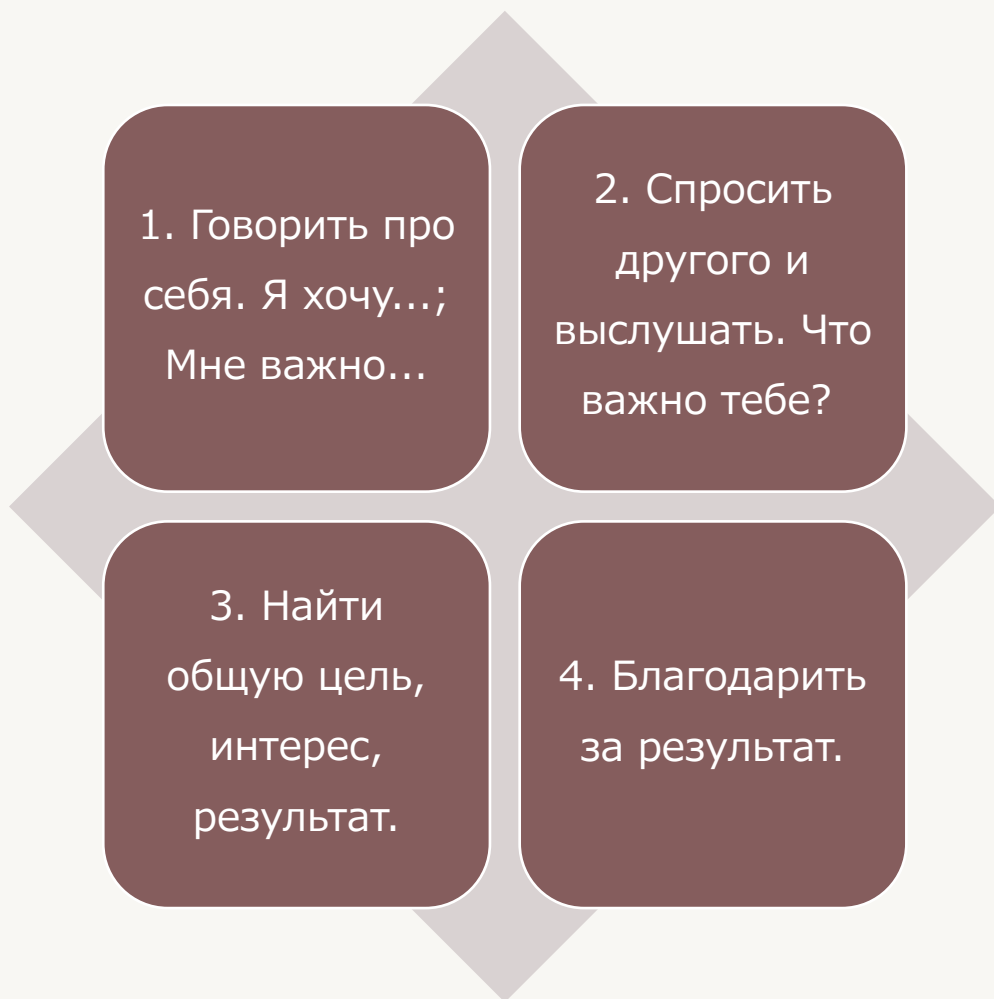 1. Говорить про
себя. Я хочу...;
Мне важно...
2. Спросить
другого и
выслушать. Что
важно тебе?
3. Найти
общую цель,
интерес,
результат.
4. Благодарить
за результат.